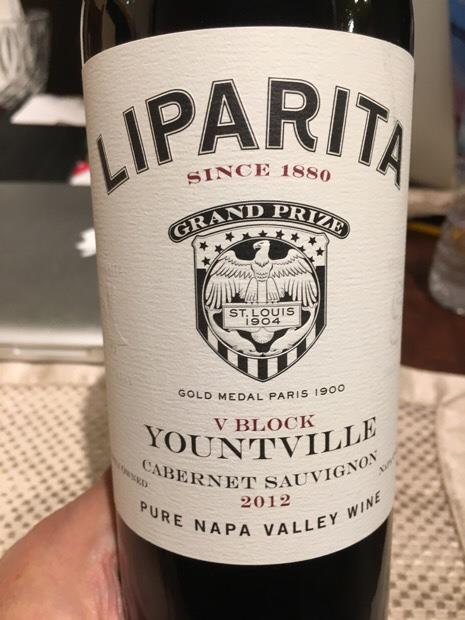 LIPARITA
SINCE 1880
GRAND PRIZE
ST. LOUIS
1904
GOLD MEDAL PARIS 1900
V BLOCK
YOUNTVILLE
CABERNET SAUVIGNON
OWNED
2012
PURE NAPA VALLEY WINE